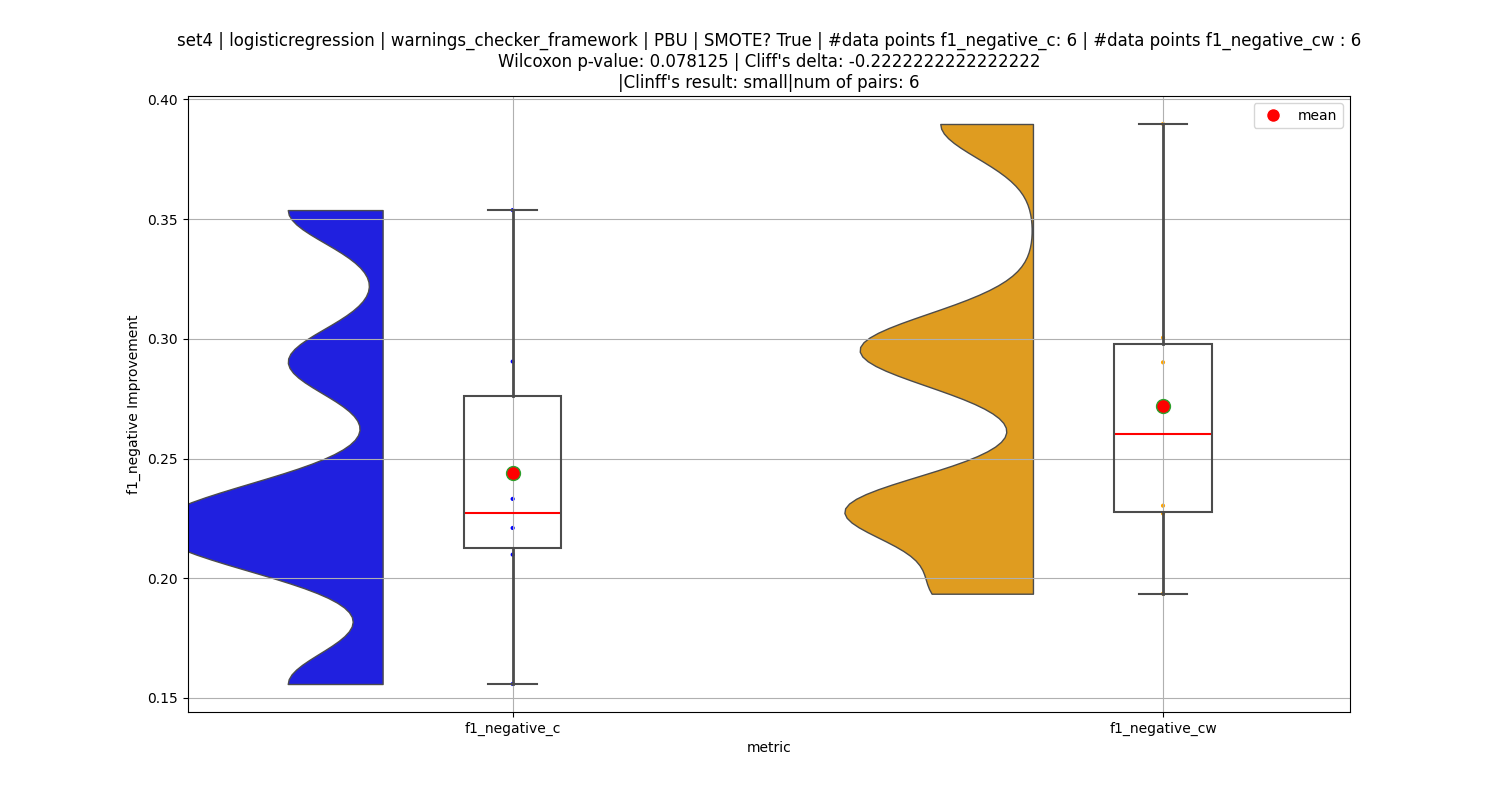 set4 | logisticregression | warnings_checker_framework | PBU | SMOTE? True | #data points f1_negative_c: 6 | #data points f1_negative_cw : 6
Wilcoxon p-value: 0.078125 | Cliff's delta: -0.2222222222222222
|Clinff's result: small|num of pairs: 6
mean
0.40
0.35
0.30
0.25
0.20
0.15
f1_negative Improvement
f1_negative_c
f1_negative_cw
metric